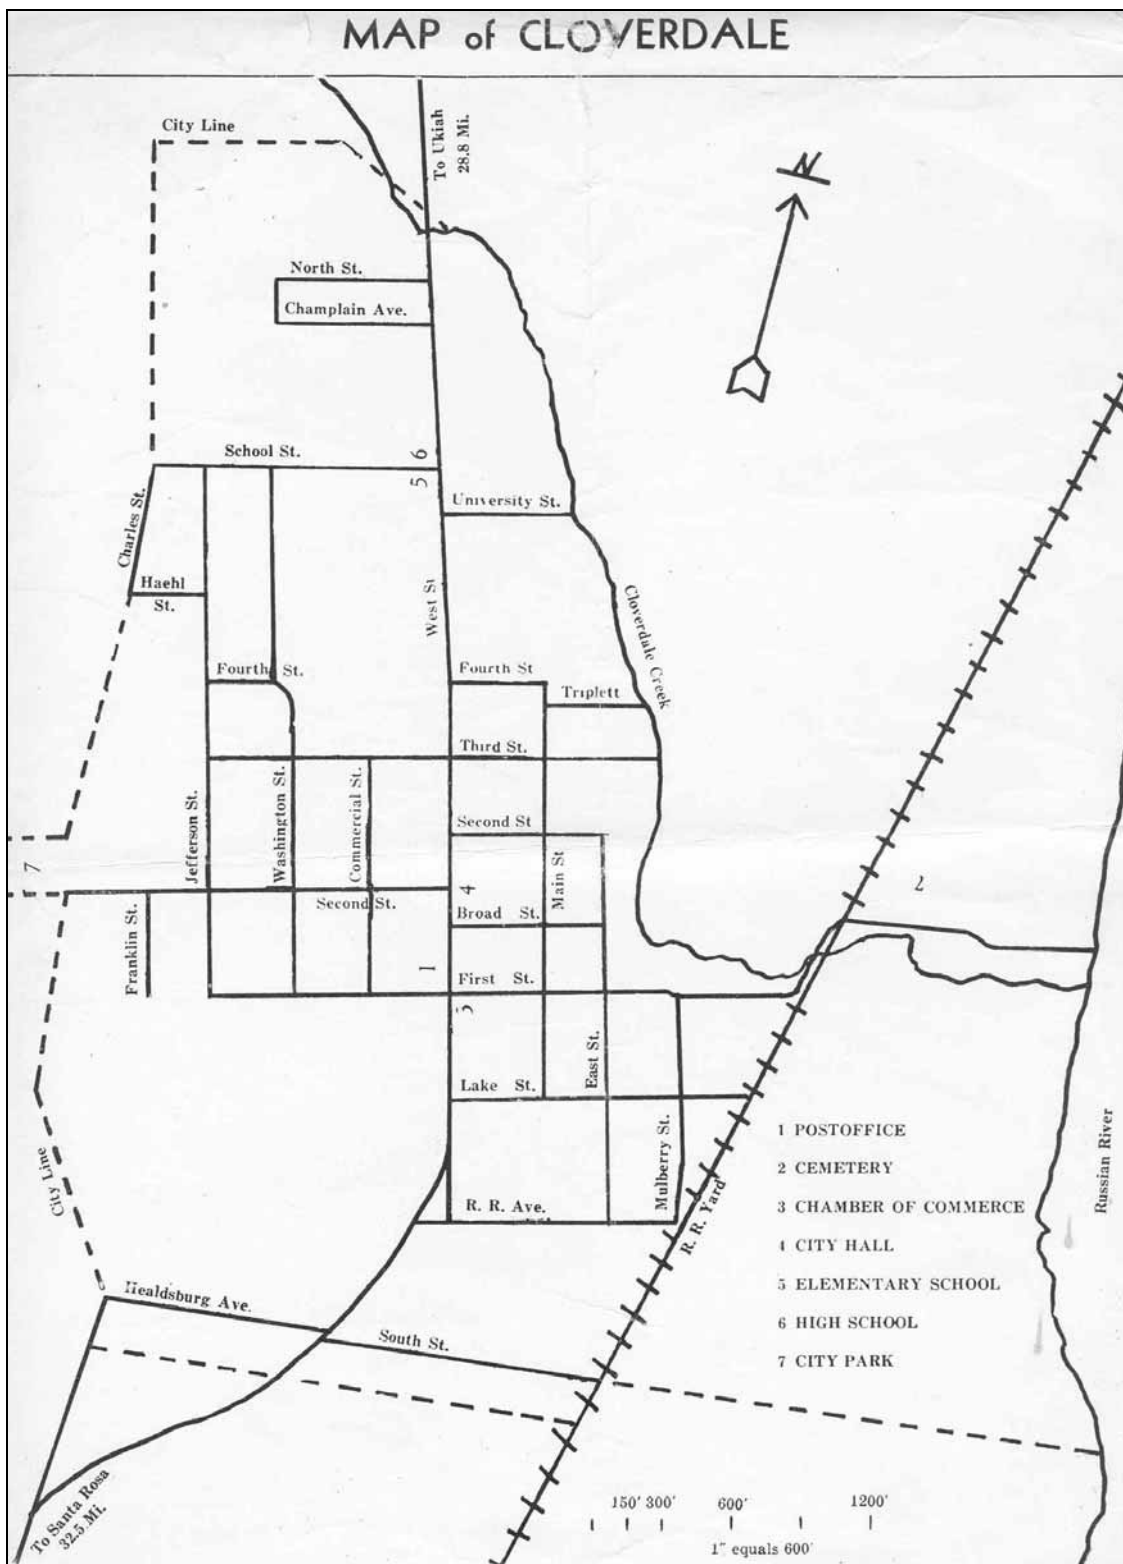 MAP of CLOVERDALE
City Line
To Ukiah
28.8 Mi.
N
North St.
Champlain Ave.
School St.
6
5
University St.
Charles St.
Haehl
St.
West St
Cloverdale Creek
Fourth St.
Fourth St
Triplett
Third St.
Jefferson St.
Washington St.
Commercial St.
Second St
Main St
7
Second St.
4
Broad St.
Franklin St.
1
First St.
3
East St.
Lake St.
Mulberry St.
R. R. Ave.
R. R. Yard
Russian River
City Line
1 POSTOFFICE
2 CEMETERY
3 CHAMBER OF COMMERCE
4 CITY HALL
5 ELEMENTARY SCHOOL
6 HIGH SCHOOL
7 CITY PARK
Healdsburg Ave.
South St.
To Santa Rosa
32.5 Mi.
150' 300' 600' 1200'
1" equals 600'